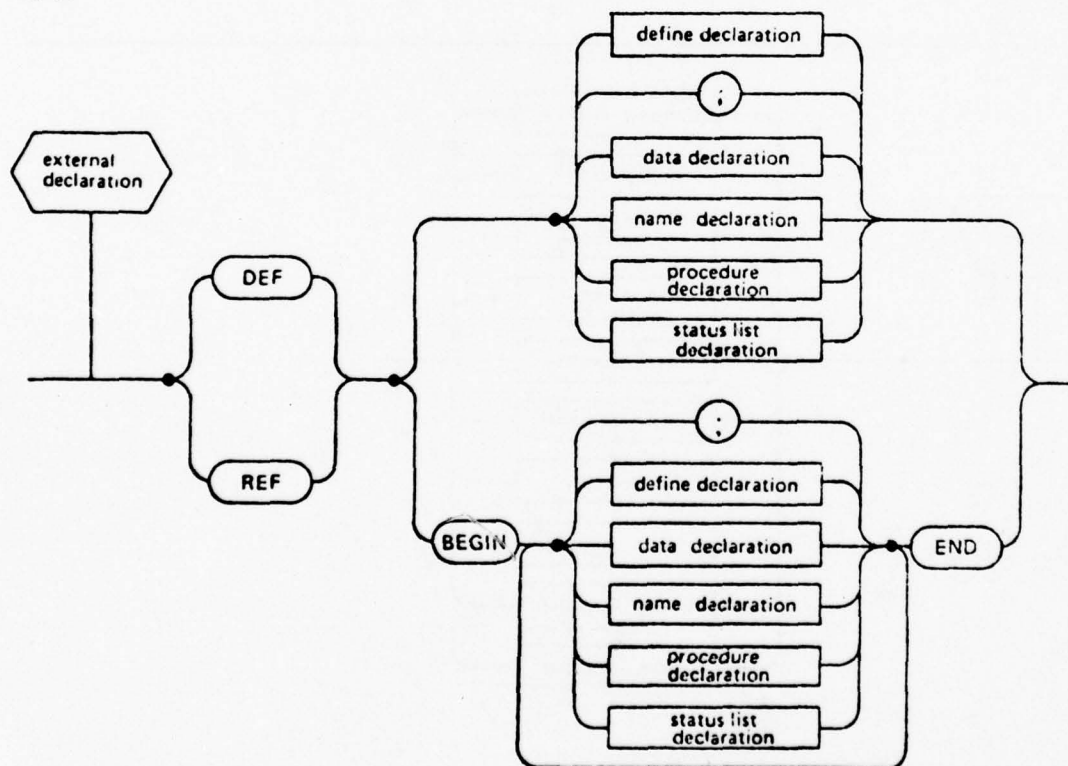 define declaration
;
external
declaration
data declaration
name declaration
DEF
procedure
declaration
status list
declaration
;
REF
define declaration
BEGIN
data declaration
END
name declaration
procedure
declaration
status list
declaration